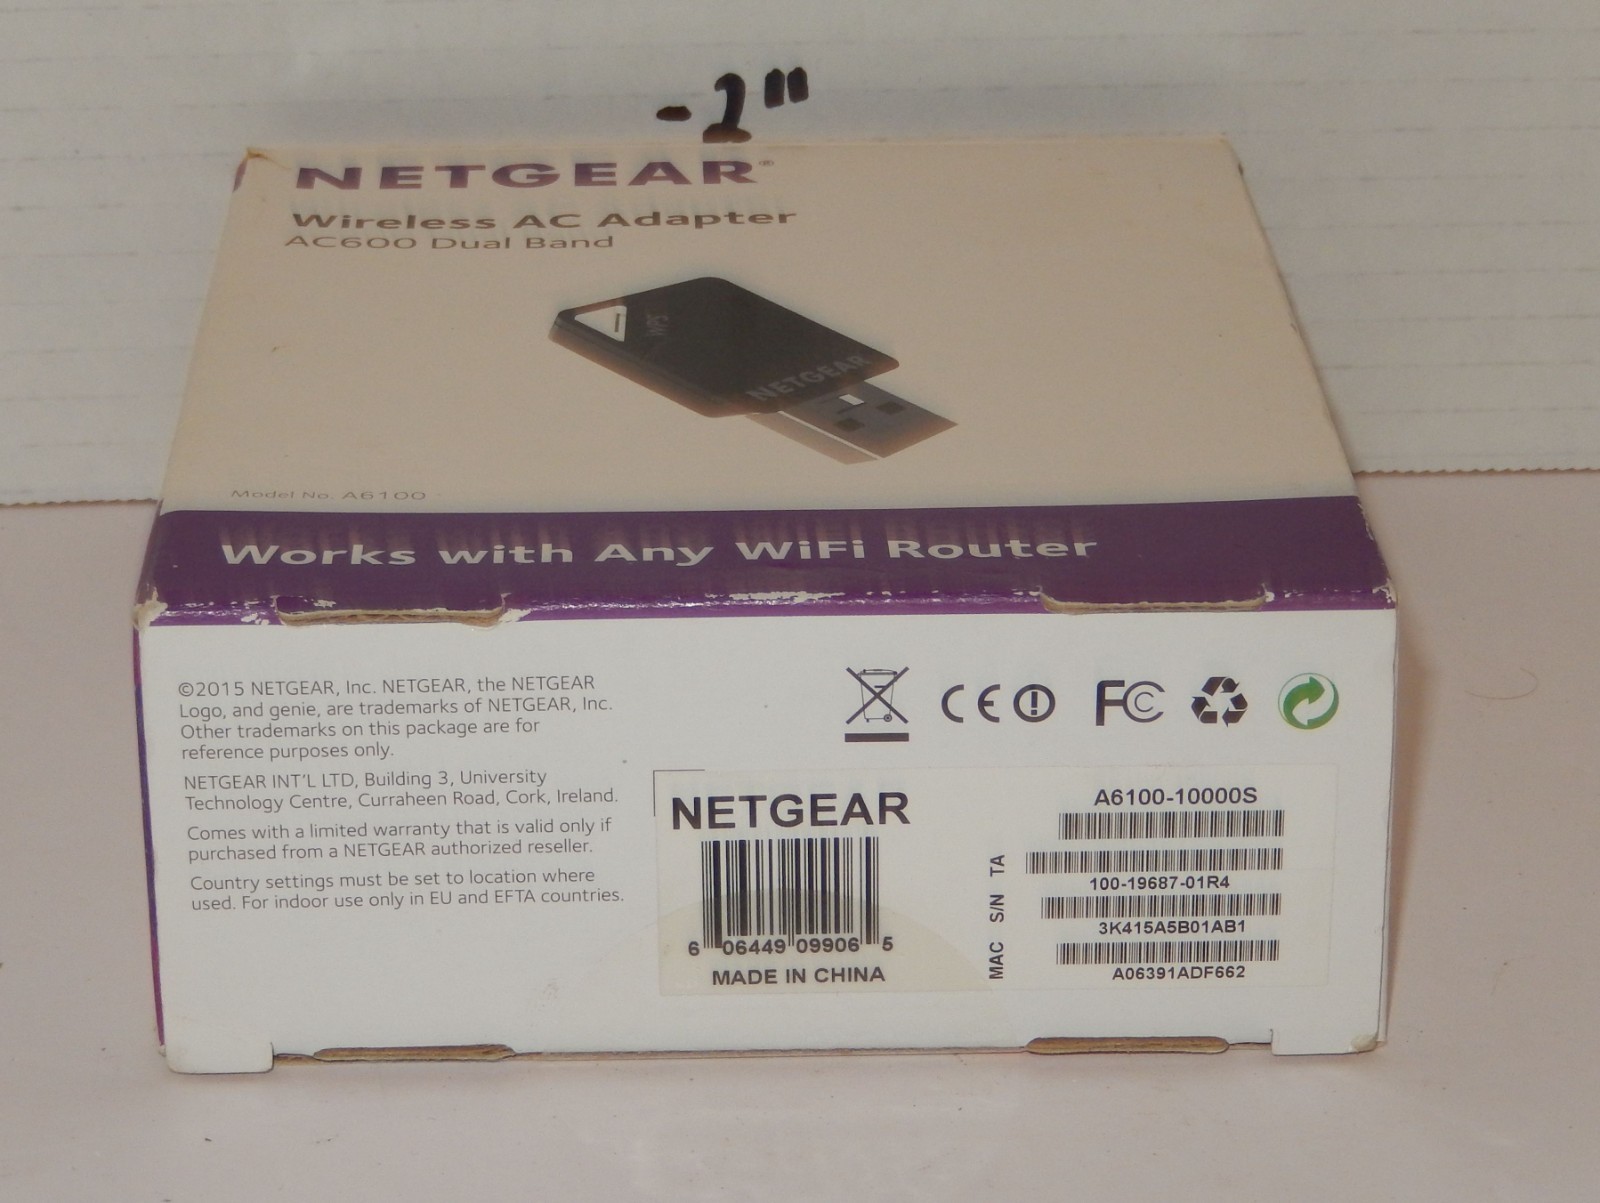 -2"
NETGEAR®
Wireless AC Adapter
AC600 Dual Band
WPS
NETGEAR
Model No. A6100
Works with Any WiFi Router
©2015 NETGEAR, Inc. NETGEAR, the NETGEAR
Logo, and genie, are trademarks of NETGEAR, Inc.
Other trademarks on this package are for
reference purposes only.
NETGEAR INT'L LTD, Building 3, University
Technology Centre, Curraheen Road, Cork, Ireland.
Comes with a limited warranty that is valid only if
purchased from a NETGEAR authorized reseller.
Country settings must be set to location where
used. For indoor use only in EU and EFTA countries.
CE
FC
NETGEAR
6 06449 09906 5
MADE IN CHINA
A6100-10000S
TA
100-19687-01R4
S/N
3K415A5B01AB1
MAC
A06391ADF662